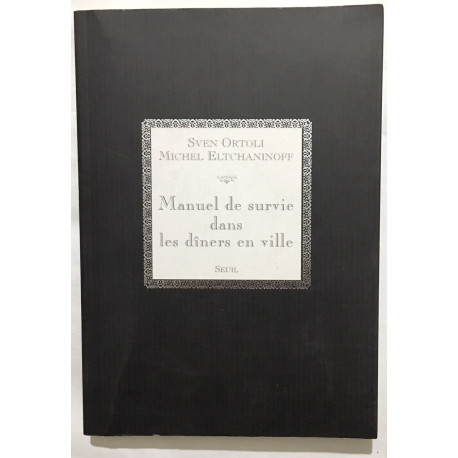 SVEN ORTOLI
MICHEL ELTCHANINOFF
Manuel de survie
dans
les dîners en ville
SEUIL